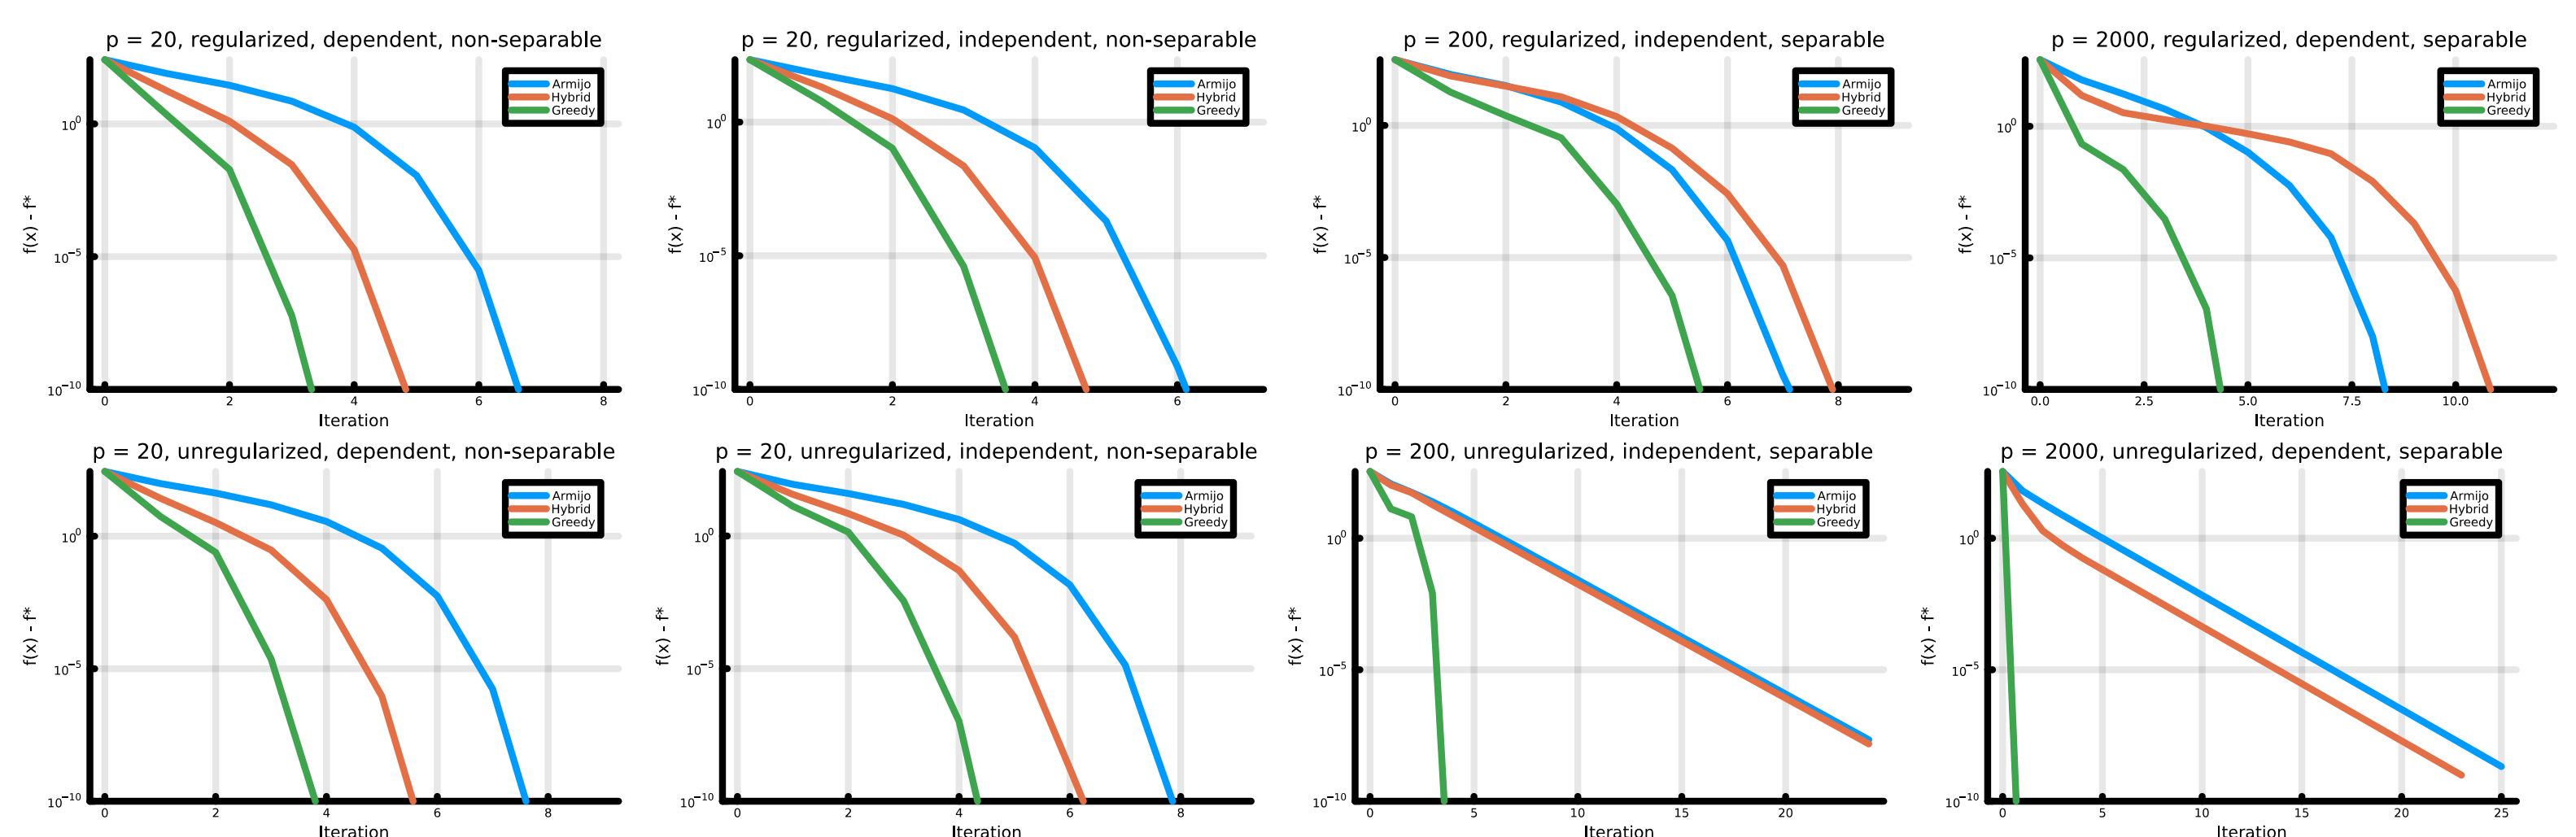 p = 20, regularized, dependent, non-separable
Armijo
Hybrid
Greedy
10^0
10^-5
10^-10
f(x) - f*
0 2 4 6 8
Iteration
p = 20, regularized, independent, non-separable
Armijo
Hybrid
Greedy
10^0
10^-5
10^-10
f(x) - f*
0 2 4 6
Iteration
p = 200, regularized, independent, separable
Armijo
Hybrid
Greedy
10^0
10^-5
10^-10
f(x) - f*
0 2 4 6 8
Iteration
p = 2000, regularized, dependent, separable
Armijo
Hybrid
Greedy
10^0
10^-5
10^-10
f(x) - f*
0.0 2.5 5.0 7.5 10.0
Iteration
p = 20, unregularized, dependent, non-separable
Armijo
Hybrid
Greedy
10^0
10^-5
10^-10
f(x) - f*
0 2 4 6 8
Iteration
p = 20, unregularized, independent, non-separable
Armijo
Hybrid
Greedy
10^0
10^-5
10^-10
f(x) - f*
0 2 4 6 8
Iteration
p = 200, unregularized, independent, separable
Armijo
Hybrid
Greedy
10^0
10^-5
10^-10
f(x) - f*
0 5 10 15 20
Iteration
p = 2000, unregularized, dependent, separable
Armijo
Hybrid
Greedy
10^0
10^-5
10^-10
f(x) - f*
0 5 10 15 20 25
Iteration